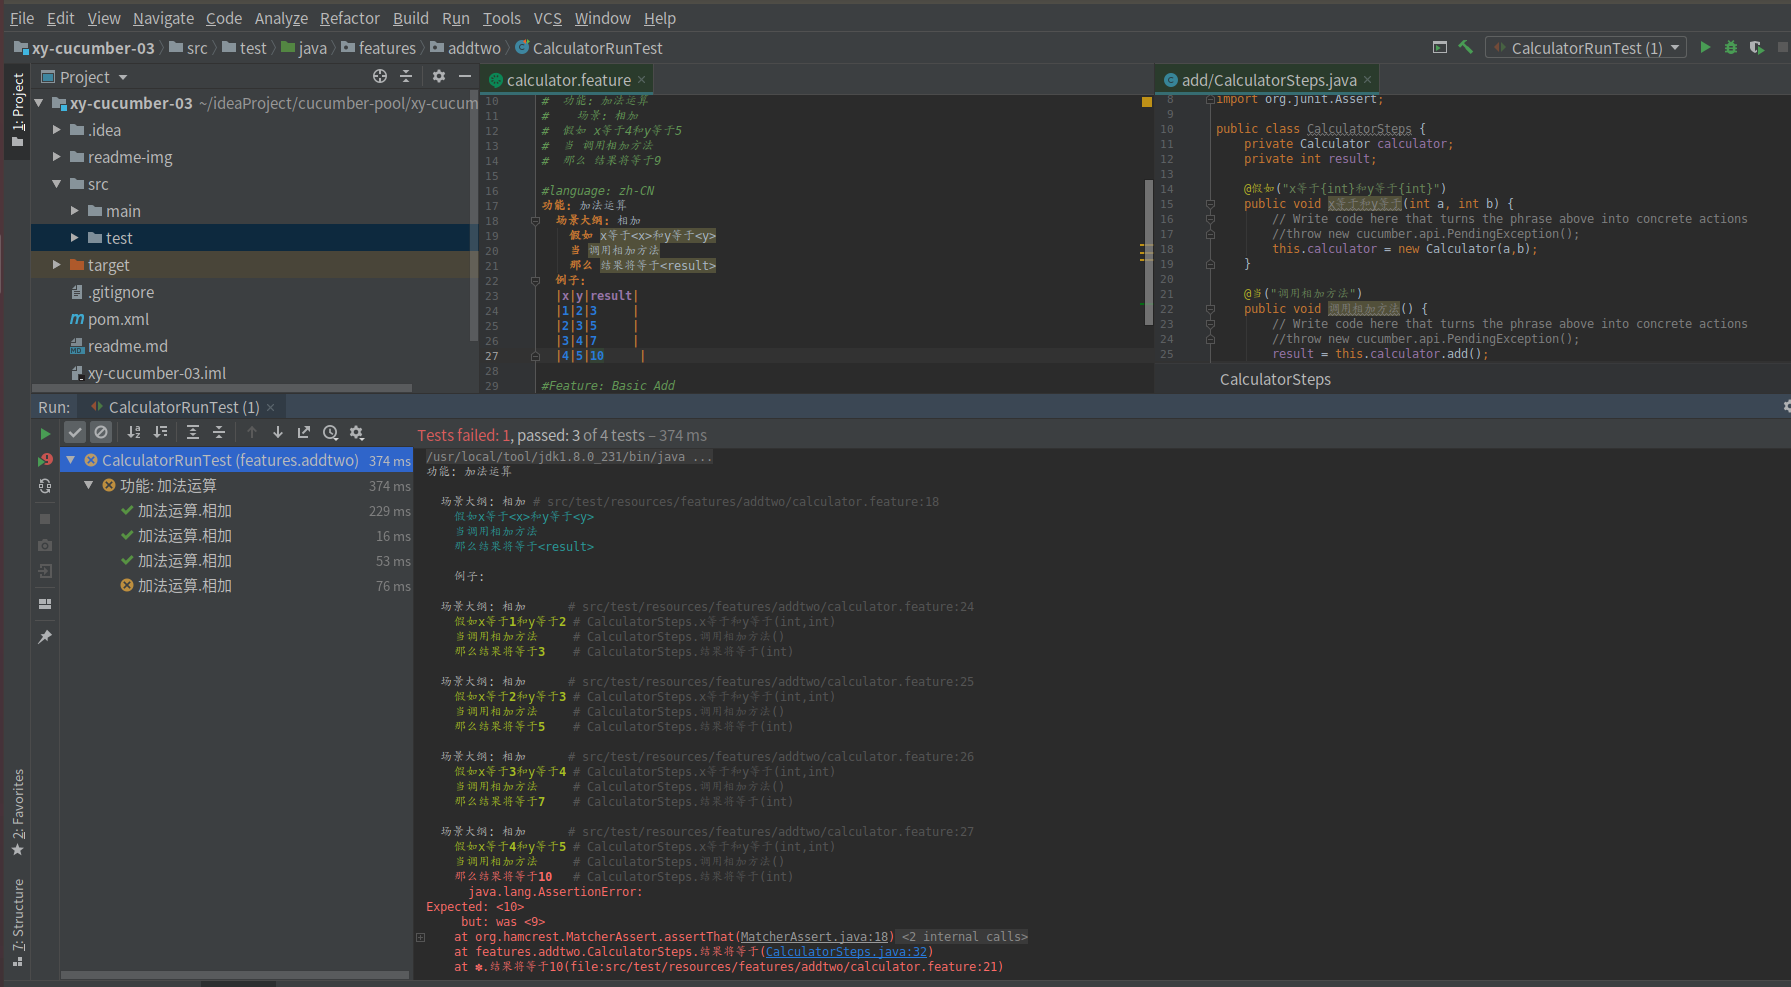 File Edit View Navigate Code Analyze Refactor Build Run Tools VCS Window Help
xy-cucumber-03 src test java features addtwo CalculatorRunTest
CalculatorRunTest (1)
1: Project
Project
xy-cucumber-03 ~/ideaProject/cucumber-pool/xy-cucum
.idea
readme-img
src
main
test
target
.gitignore
pom.xml
readme.md
xy-cucumber-03.iml
calculator.feature
10 # 功能: 加法运算
11 # 场景: 相加
12 # 假如 x等于4和y等于5
13 # 当 调用相加方法
14 # 那么 结果将等于9
15
16 #language: zh-CN
17 功能: 加法运算
18 场景大纲: 相加
19 假如 x等于<x>和y等于<y>
20 当 调用相加方法
21 那么 结果将等于<result>
22 例子:
23 |x|y|result|
24 |1|2|3 |
25 |2|3|5 |
26 |3|4|7 |
27 |4|5|10 |
28
29 #Feature: Basic Add
add/CalculatorSteps.java
8 import org.junit.Assert;
9
10 public class CalculatorSteps {
11 private Calculator calculator;
12 private int result;
13
14 @假如("x等于{int}和y等于{int}")
15 public void x等于和y等于(int a, int b) {
16 // Write code here that turns the phrase above into concrete actions
17 //throw new cucumber.api.PendingException();
18 this.calculator = new Calculator(a,b);
19 }
20
21 @当("调用相加方法")
22 public void 调用相加方法() {
23 // Write code here that turns the phrase above into concrete actions
24 //throw new cucumber.api.PendingException();
25 result = this.calculator.add();
CalculatorSteps
Run: CalculatorRunTest (1)
Tests failed: 1, passed: 3 of 4 tests – 374 ms
CalculatorRunTest (features.addtwo) 374 ms
功能: 加法运算 374 ms
加法运算.相加 229 ms
加法运算.相加 16 ms
加法运算.相加 53 ms
加法运算.相加 76 ms
/usr/local/tool/jdk1.8.0_231/bin/java ...
功能: 加法运算
场景大纲: 相加 # src/test/resources/features/addtwo/calculator.feature:18
假如x等于<x>和y等于<y>
当调用相加方法
那么结果将等于<result>
例子:
场景大纲: 相加 # src/test/resources/features/addtwo/calculator.feature:24
假如x等于1和y等于2 # CalculatorSteps.x等于和y等于(int,int)
当调用相加方法 # CalculatorSteps.调用相加方法()
那么结果将等于3 # CalculatorSteps.结果将等于(int)
场景大纲: 相加 # src/test/resources/features/addtwo/calculator.feature:25
假如x等于2和y等于3 # CalculatorSteps.x等于和y等于(int,int)
当调用相加方法 # CalculatorSteps.调用相加方法()
那么结果将等于5 # CalculatorSteps.结果将等于(int)
场景大纲: 相加 # src/test/resources/features/addtwo/calculator.feature:26
假如x等于3和y等于4 # CalculatorSteps.x等于和y等于(int,int)
当调用相加方法 # CalculatorSteps.调用相加方法()
那么结果将等于7 # CalculatorSteps.结果将等于(int)
场景大纲: 相加 # src/test/resources/features/addtwo/calculator.feature:27
假如x等于4和y等于5 # CalculatorSteps.x等于和y等于(int,int)
当调用相加方法 # CalculatorSteps.调用相加方法()
那么结果将等于10 # CalculatorSteps.结果将等于(int)
java.lang.AssertionError:
Expected: <10>
but: was <9>
at org.hamcrest.MatcherAssert.assertThat(MatcherAssert.java:18) <2 internal calls>
at features.addtwo.CalculatorSteps.结果将等于(CalculatorSteps.java:32)
at ✽.结果将等于10(file:src/test/resources/features/addtwo/calculator.feature:21)
2: Favorites
7: Structure